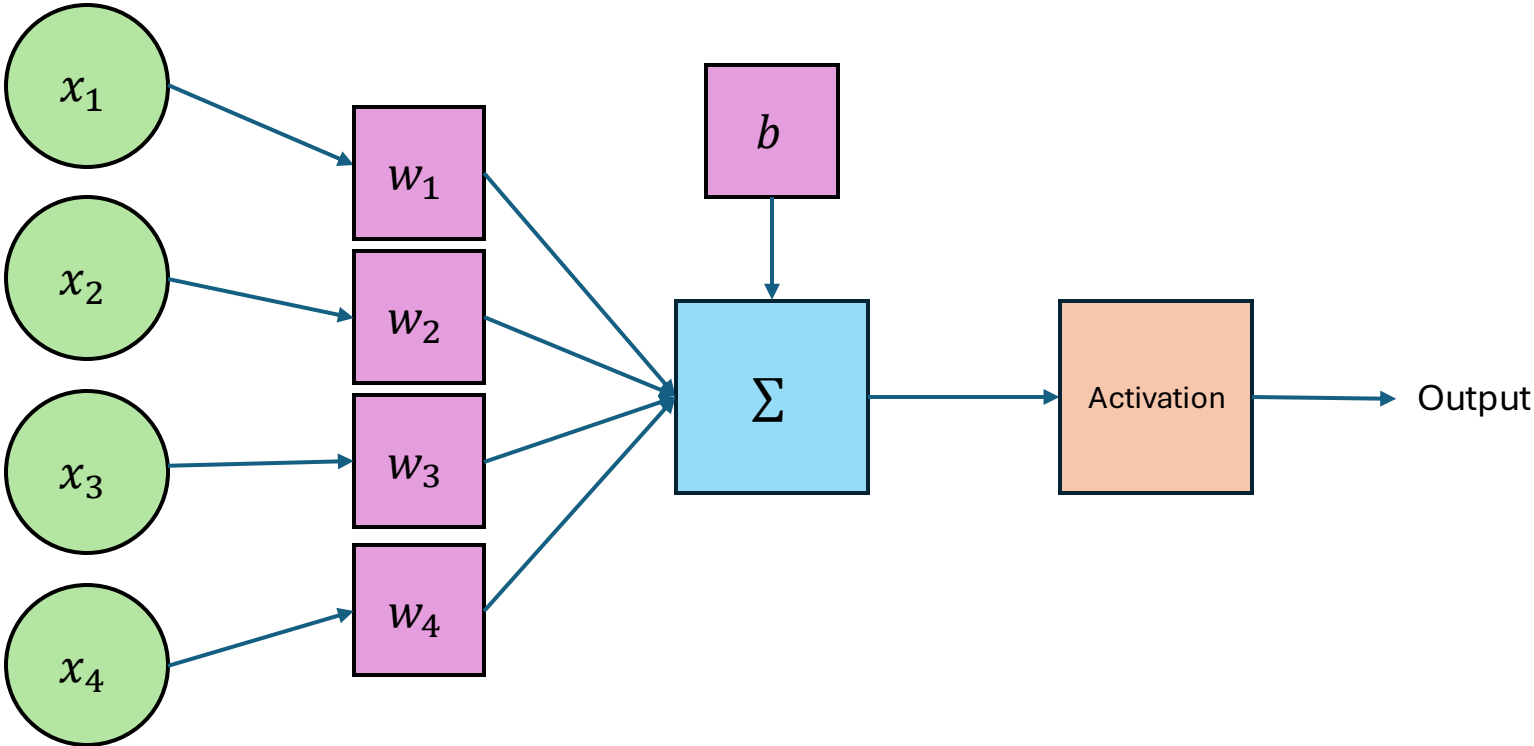 x₁
x₂
x₃
x₄
w₁
w₂
w₃
w₄
b
Σ
Activation
Output